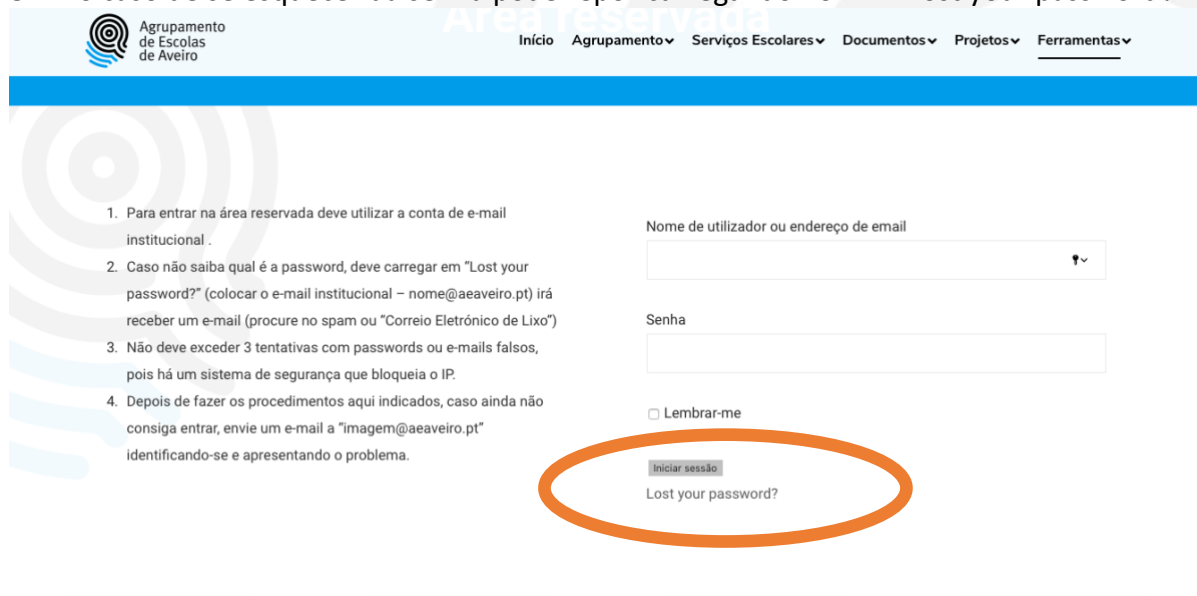 Área reservada
Agrupamento
de Escolas
de Aveiro
Início Agrupamento Serviços Escolares Documentos Projetos Ferramentas
1. Para entrar na área reservada deve utilizar a conta de e-mail
institucional .
2. Caso não saiba qual é a password, deve carregar em “Lost your
password?” (colocar o e-mail institucional – nome@aeaveiro.pt) irá
receber um e-mail (procure no spam ou “Correio Eletrónico de Lixo”)
3. Não deve exceder 3 tentativas com passwords ou e-mails falsos,
pois há um sistema de segurança que bloqueia o IP.
4. Depois de fazer os procedimentos aqui indicados, caso ainda não
consiga entrar, envie um e-mail a “imagem@aeaveiro.pt”
identificando-se e apresentando o problema.
Nome de utilizador ou endereço de email
Senha
Lembrar-me
Iniciar sessão
Lost your password?